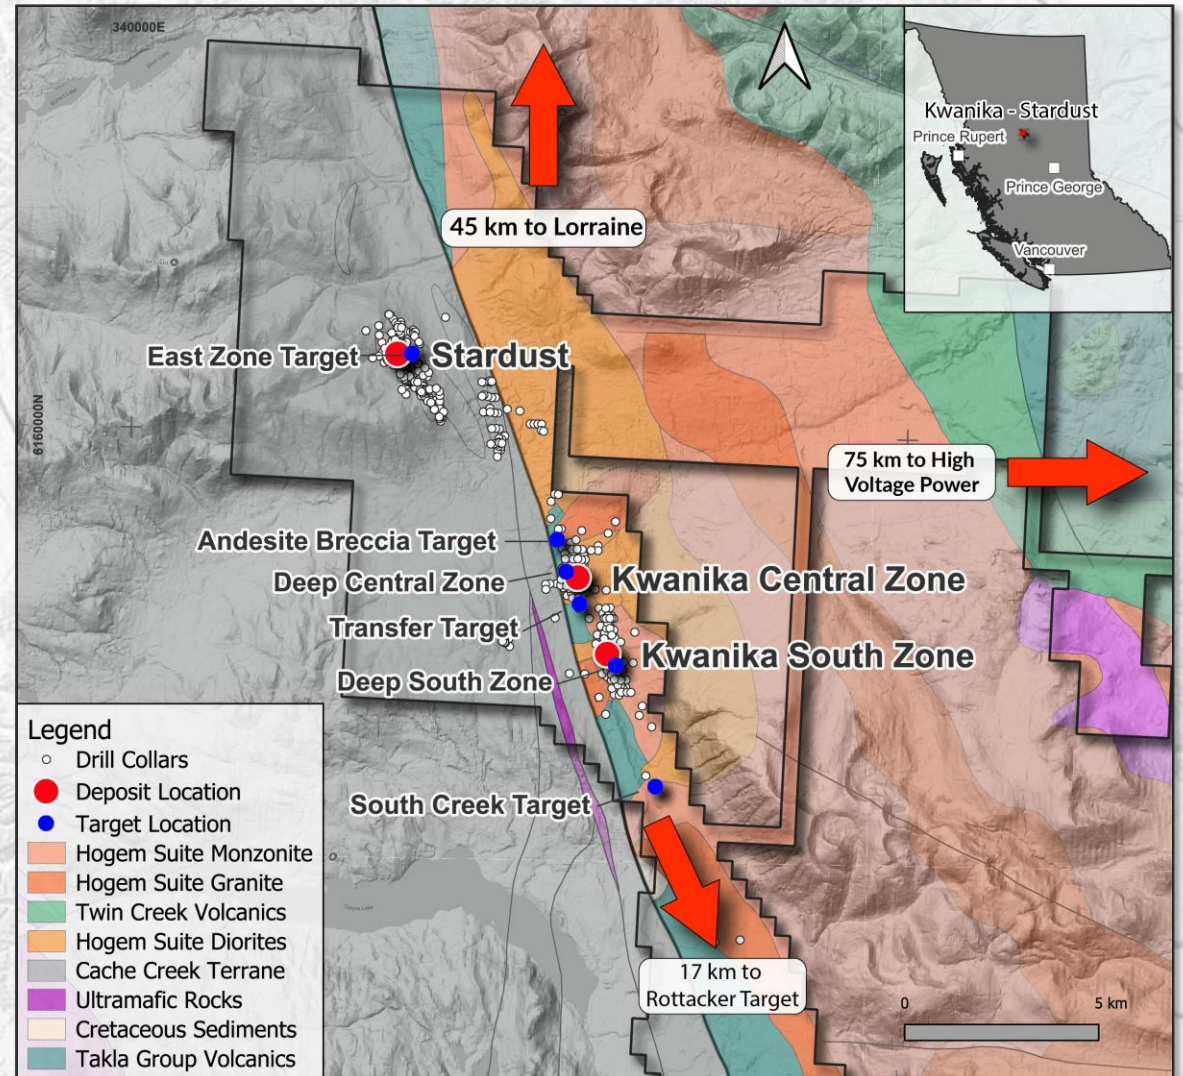 340000E
6160000N
Kwanika - Stardust
Prince Rupert
Prince George
Vancouver
45 km to Lorraine
East Zone Target
Stardust
75 km to High
Voltage Power
Andesite Breccia Target
Deep Central Zone
Kwanika Central Zone
Transfer Target
Kwanika South Zone
Deep South Zone
South Creek Target
17 km to
Rottacker Target
0 5 km
Legend
Drill Collars
Deposit Location
Target Location
Hogem Suite Monzonite
Hogem Suite Granite
Twin Creek Volcanics
Hogem Suite Diorites
Cache Creek Terrane
Ultramafic Rocks
Cretaceous Sediments
Takla Group Volcanics